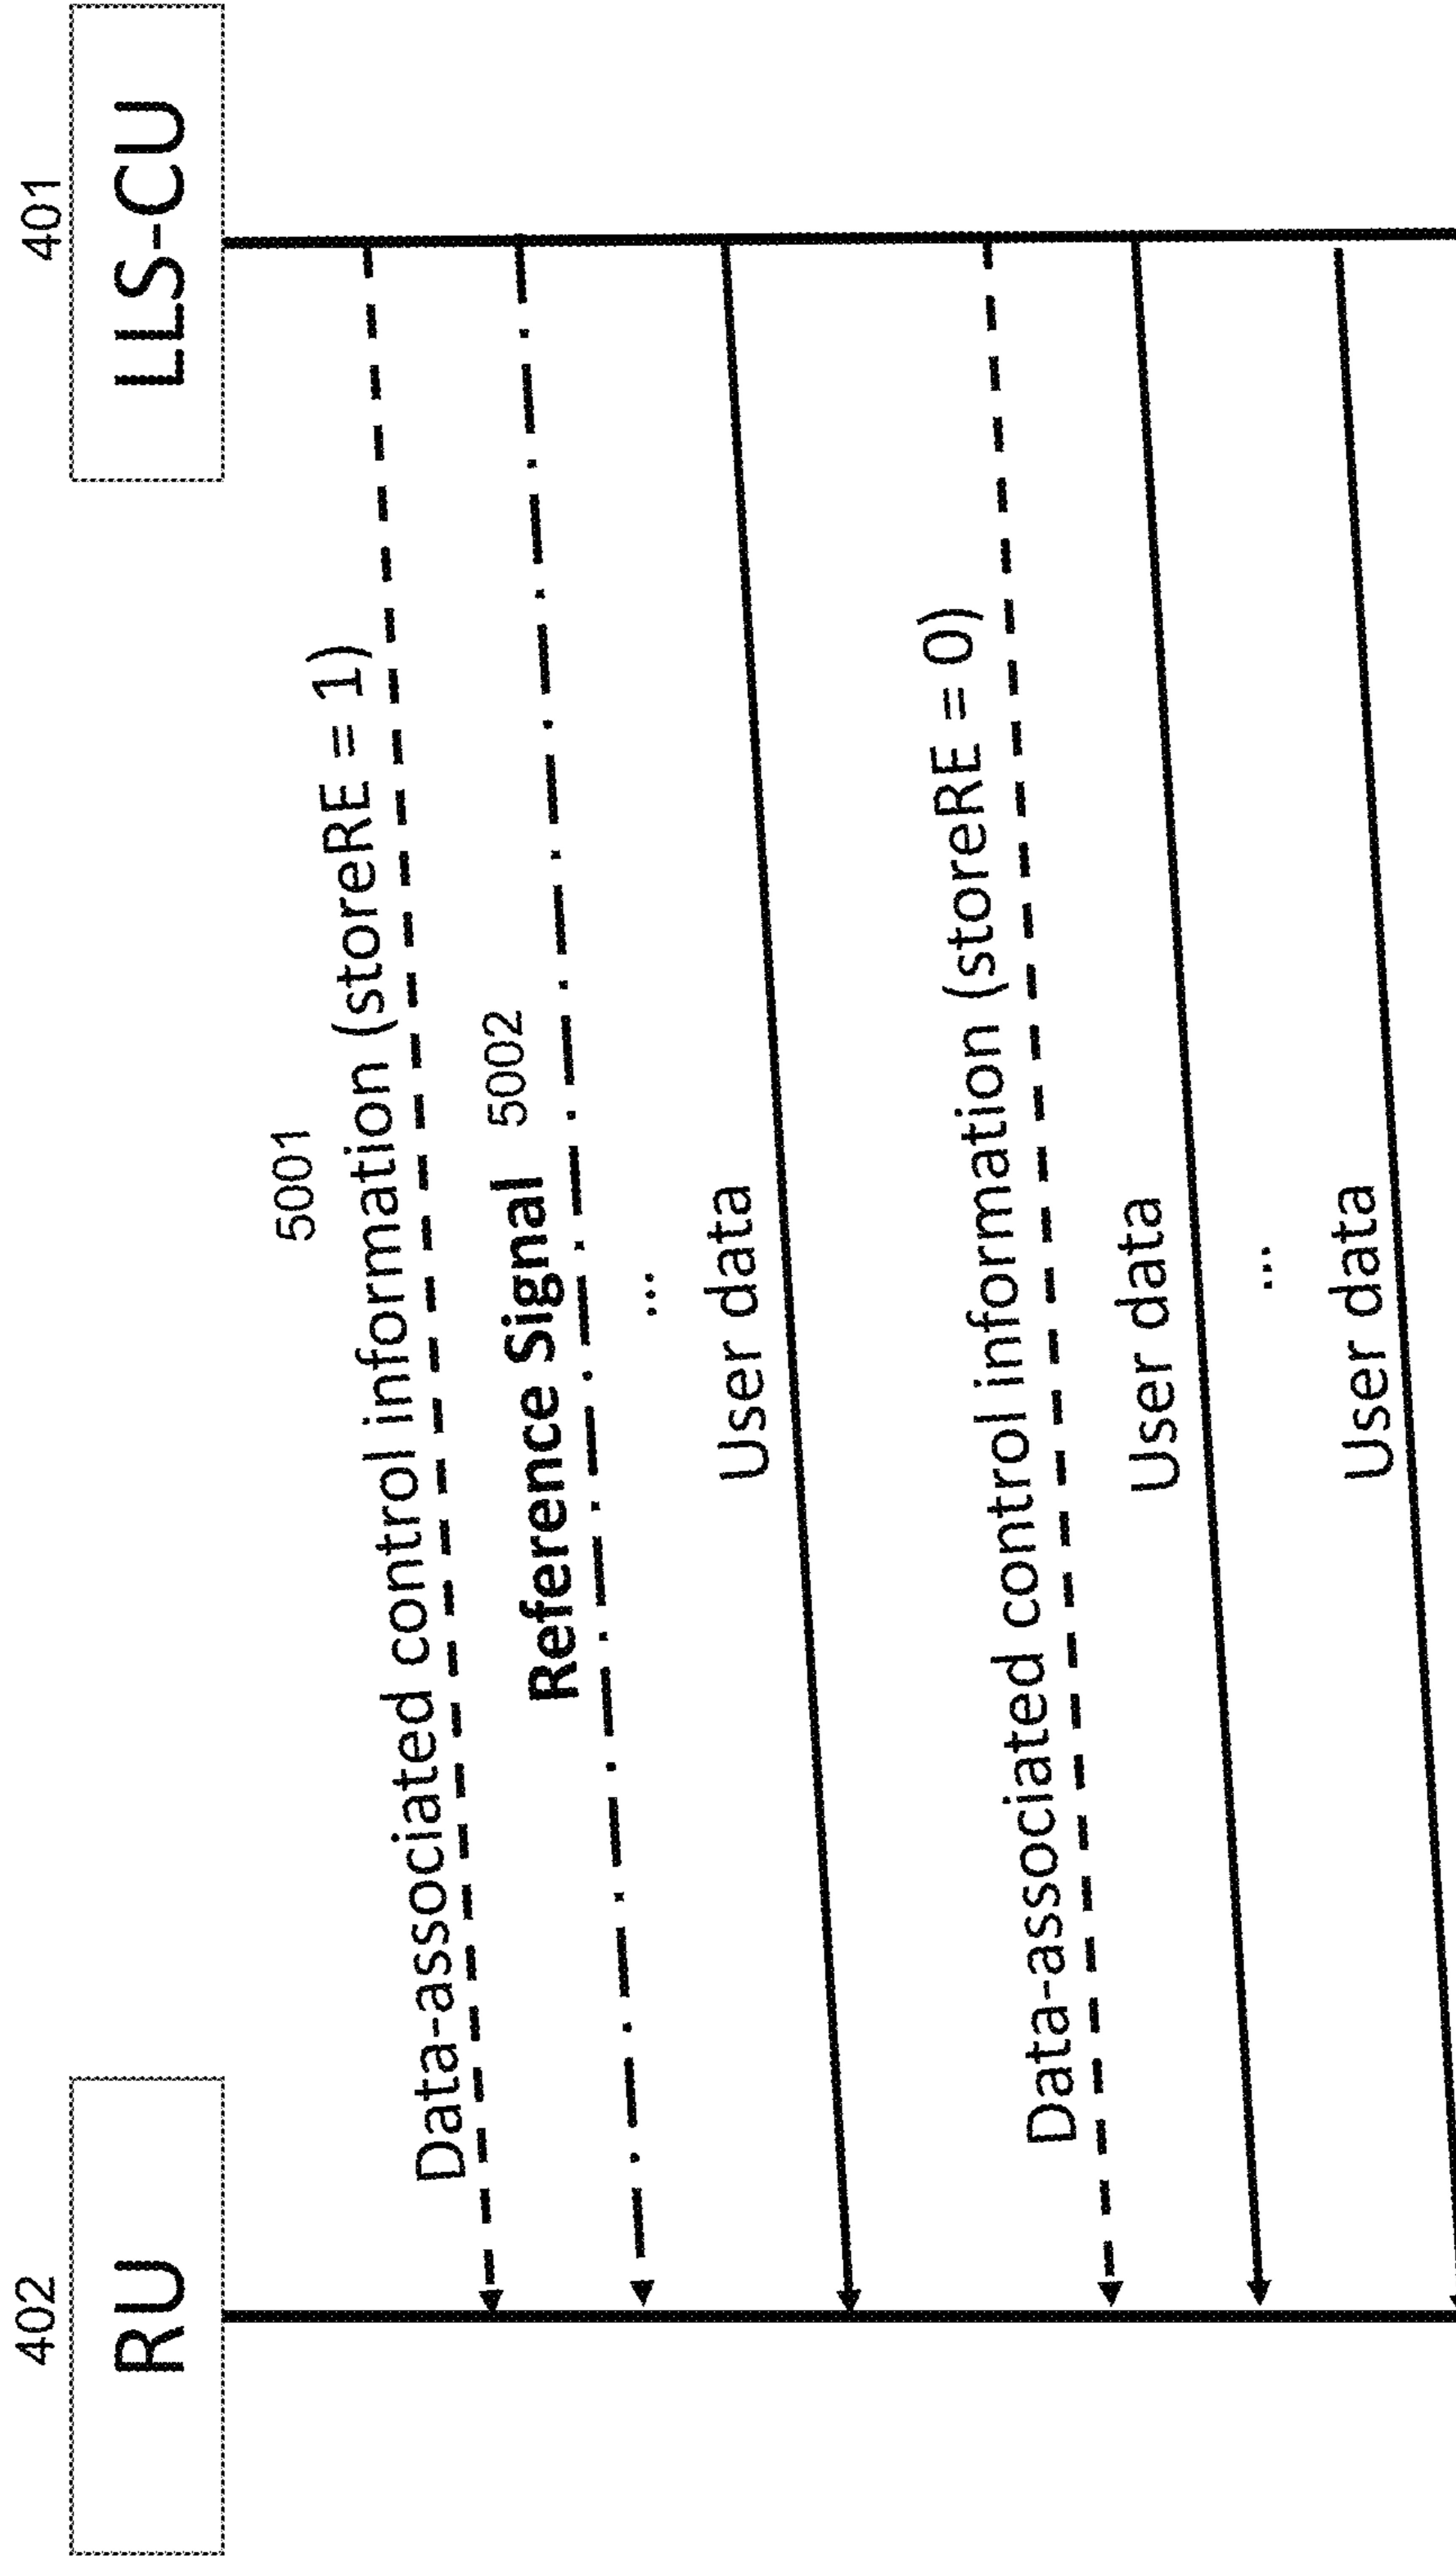 402
401
RU
LLS-CU
5001
Data-associated control information (storeRE = 1)
Reference Signal 5002
...
User data
Data-associated control information (storeRE = 0)
User data
...
User data